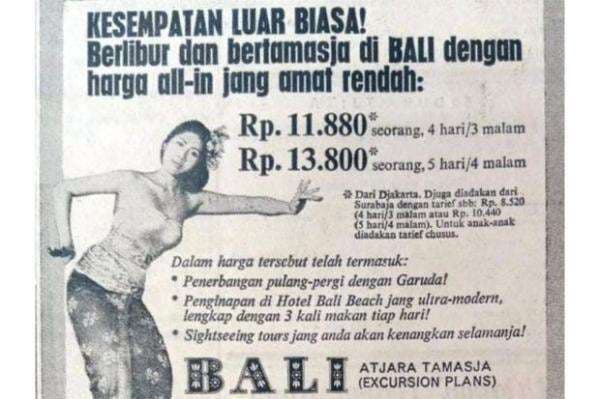 KESEMPATAN LUAR BIASA!
Berlibur dan bertamasja di BALI dengan
harga all-in jang amat rendah:
Rp. 11.880* seorang, 4 hari/3 malam
Rp. 13.800* seorang, 5 hari/4 malam
* Dari Djakarta. Djuga diadakan dari
Surabaja dengan tarief sbb: Rp. 8.520
(4 hari/3 malam atau Rp. 10.440
(5 hari/4 malam). Untuk anak-anak
diadakan tarief chusus.
Dalam harga tersebut telah termasuk:
* Penerbangan pulang-pergi dengan Garuda!
* Penginapan di Hotel Bali Beach jang ultra-modern,
lengkap dengan 3 kali makan tiap hari!
* Sightseeing tours jang anda akan kenangkan selamanja!
BALI ATJARA TAMASJA
(EXCURSION PLANS)